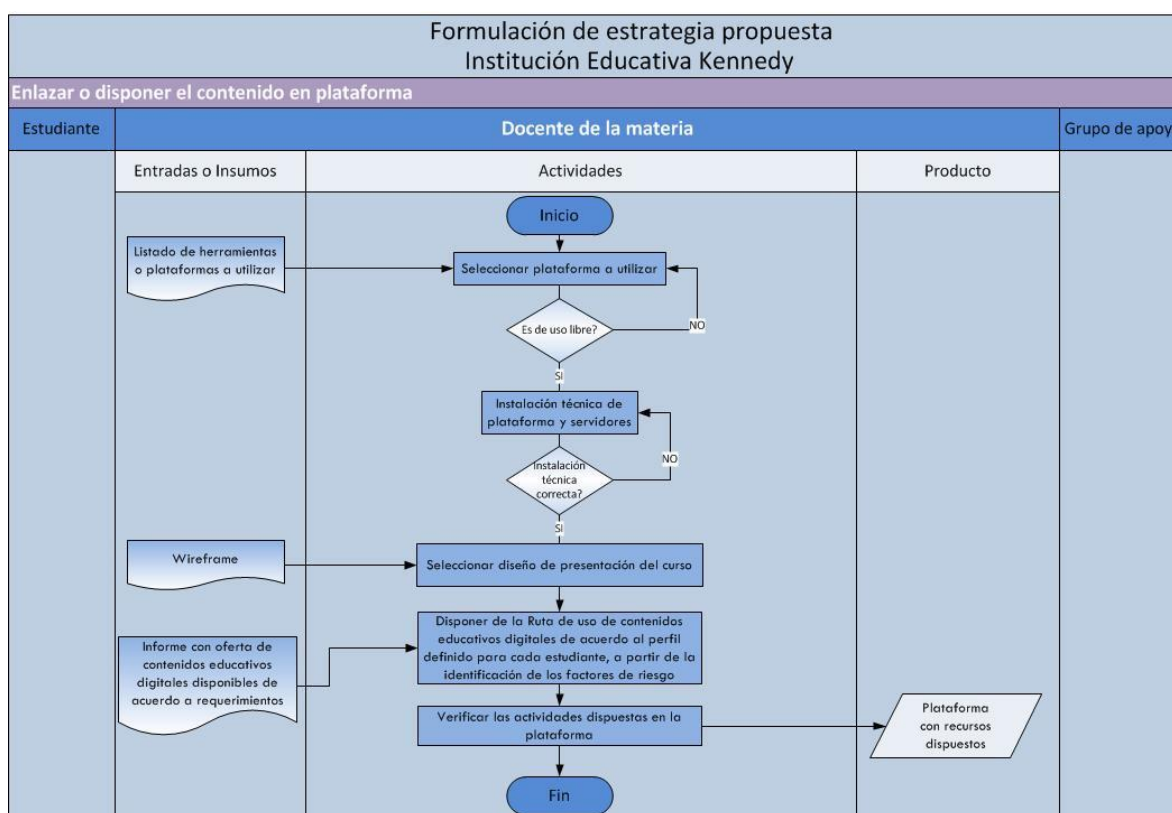 Formulación de estrategia propuesta
Institución Educativa Kennedy
Enlazar o disponer el contenido en plataforma
Estudiante
Docente de la materia
Grupo de apoy
Entradas o Insumos
Actividades
Producto
Inicio
Listado de herramientas
o plataformas a utilizar
Seleccionar plataforma a utilizar
Es de uso libre?
NO
SI
Instalación técnica de
plataforma y servidores
NO
Instalación
técnica
correcta?
SI
Wireframe
Seleccionar diseño de presentación del curso
Informe con oferta de
contenidos educativos
digitales disponibles de
acuerdo a requerimientos
Disponer de la Ruta de uso de contenidos
educativos digitales de acuerdo al perfil
definido para cada estudiante, a partir de la
identificación de los factores de riesgo
Verificar las actividades dispuestas en la
plataforma
Plataforma
con recursos
dispuestos
Fin